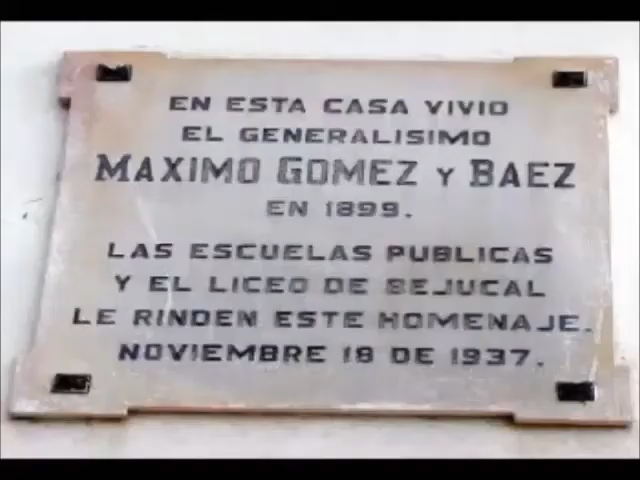 EN ESTA CASA VIVIO
EL GENERALISIMO
MAXIMO GOMEZ Y BAEZ
EN 1899.
LAS ESCUELAS PUBLICAS
Y EL LICEO DE BEJUCAL
LE RINDEN ESTE HOMENAJE.
NOVIEMBRE 18 DE 1937.